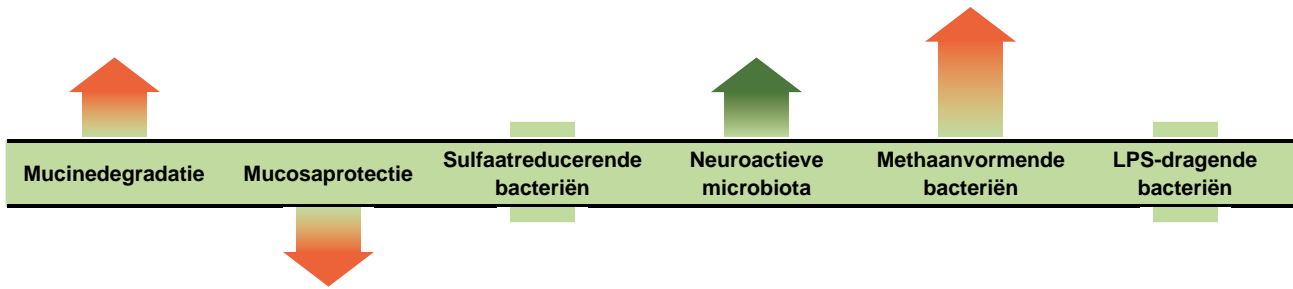 Mucinedegradatie
Mucosaprotectie
Sulfaatreducerende
bacteriën
Neuroactieve
microbiota
Methaanvormende
bacteriën
LPS-dragende
bacteriën